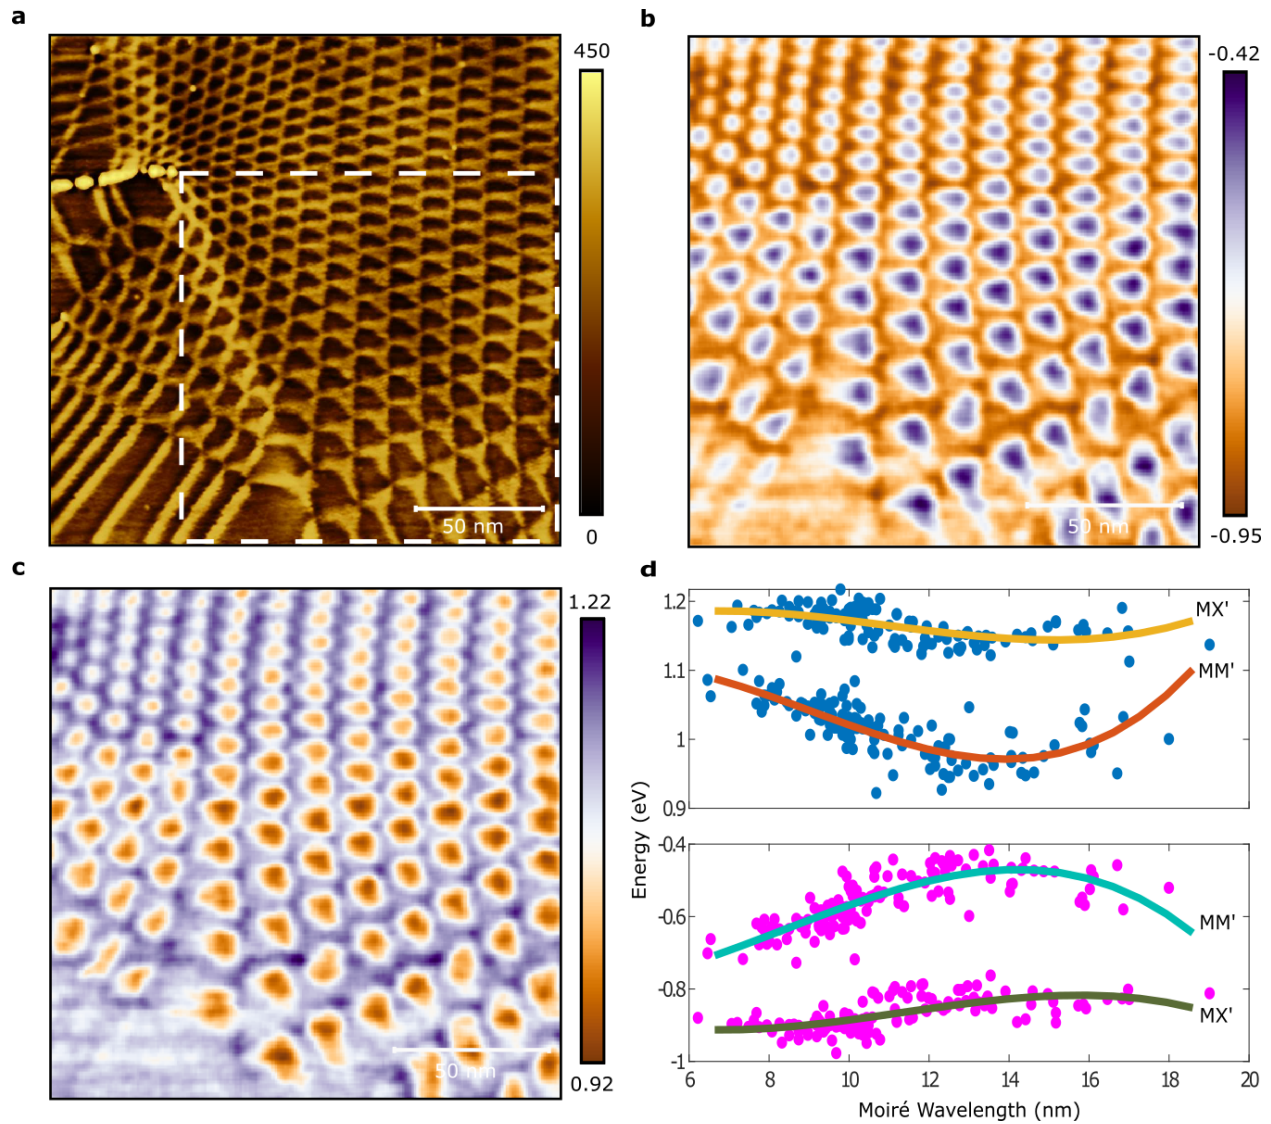 a
450
50 nm
0
b
-0.42
50 nm
-0.95
c
1.22
50 nm
0.92
d
1.2
MX'
1.1
MM'
1
0.9
Energy (eV)
-0.4
-0.6
MM'
-0.8
MX'
-1
6 8 10 12 14 16 18 20
Moiré Wavelength (nm)